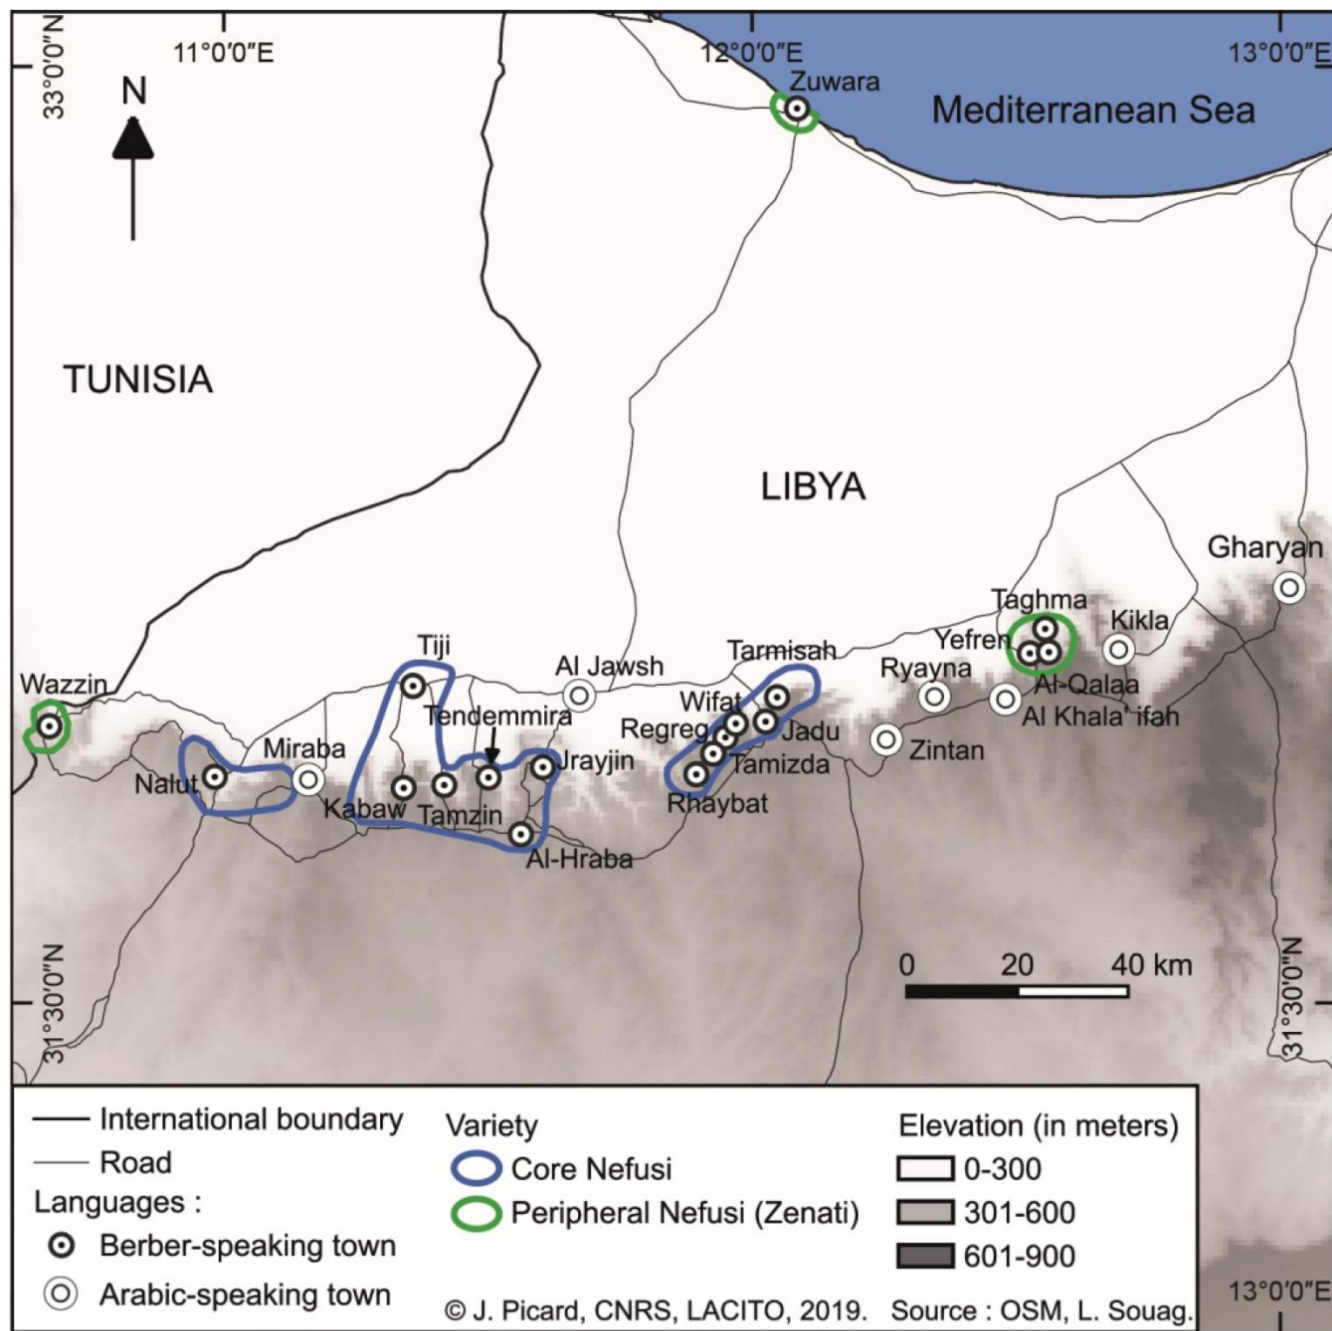 11°0′0″E
12°0′0″E
13°0′0″E
33°0′0″N
N
Zuwara
Mediterranean Sea
TUNISIA
LIBYA
Gharyan
Taghma
Kikla
Yefren
Tiji
Tarmisah
Al Jawsh
Ryayna
Wazzin
Al-Qalaa
Wifat
Tendemmira
Al Khala' ifah
Regreg
Jadu
Miraba
Zintan
Jrayjin
Tamizda
Nalut
Rhaybat
Kabaw
Tamzin
Al-Hraba
0 20 40 km
31°30′0″N
31°30′0″N
International boundary
Road
Languages :
Berber-speaking town
Arabic-speaking town
Variety
Core Nefusi
Peripheral Nefusi (Zenati)
Elevation (in meters)
0-300
301-600
601-900
13°0′0″E
© J. Picard, CNRS, LACITO, 2019. Source : OSM, L. Souag.